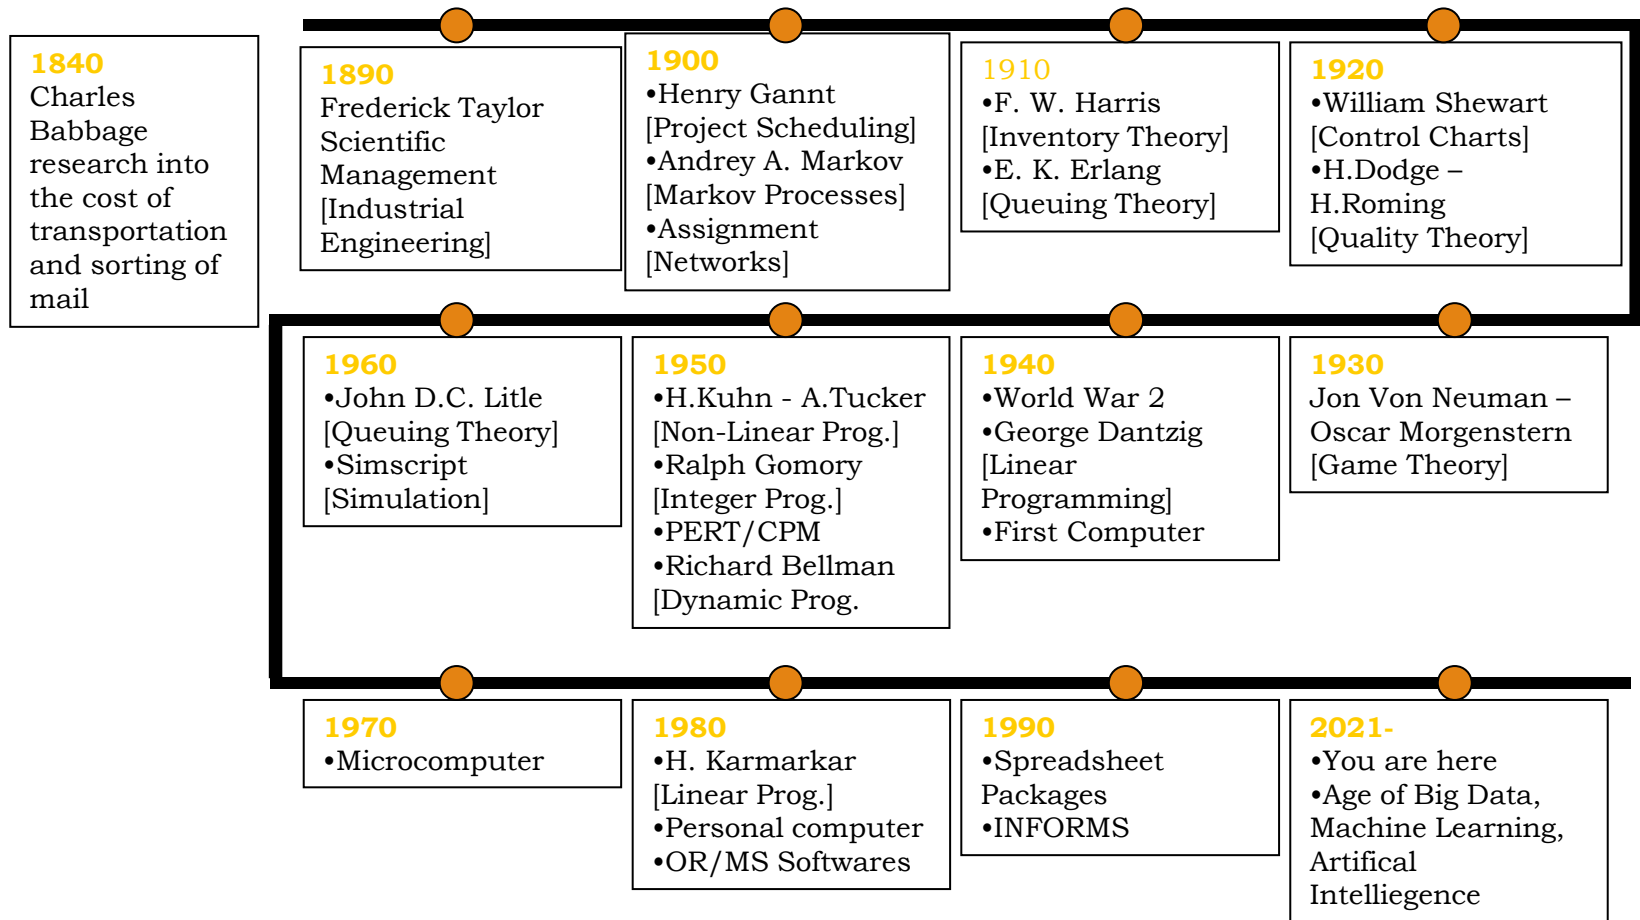 1840
Charles
Babbage
research into
the cost of
transportation
and sorting of
mail
1890
Frederick Taylor
Scientific
Management
[Industrial
Engineering]
1900
•Henry Gannt
[Project Scheduling]
•Andrey A. Markov
[Markov Processes]
•Assignment
[Networks]
1910
•F. W. Harris
[Inventory Theory]
•E. K. Erlang
[Queuing Theory]
1920
•William Shewart
[Control Charts]
•H.Dodge –
H.Roming
[Quality Theory]
1930
Jon Von Neuman –
Oscar Morgenstern
[Game Theory]
1940
•World War 2
•George Dantzig
[Linear
Programming]
•First Computer
1950
•H.Kuhn - A.Tucker
[Non-Linear Prog.]
•Ralph Gomory
[Integer Prog.]
•PERT/CPM
•Richard Bellman
[Dynamic Prog.
1960
•John D.C. Litle
[Queuing Theory]
•Simscript
[Simulation]
1970
•Microcomputer
1980
•H. Karmarkar
[Linear Prog.]
•Personal computer
•OR/MS Softwares
1990
•Spreadsheet
Packages
•INFORMS
2021-
•You are here
•Age of Big Data,
Machine Learning,
Artifical
Intelliegence